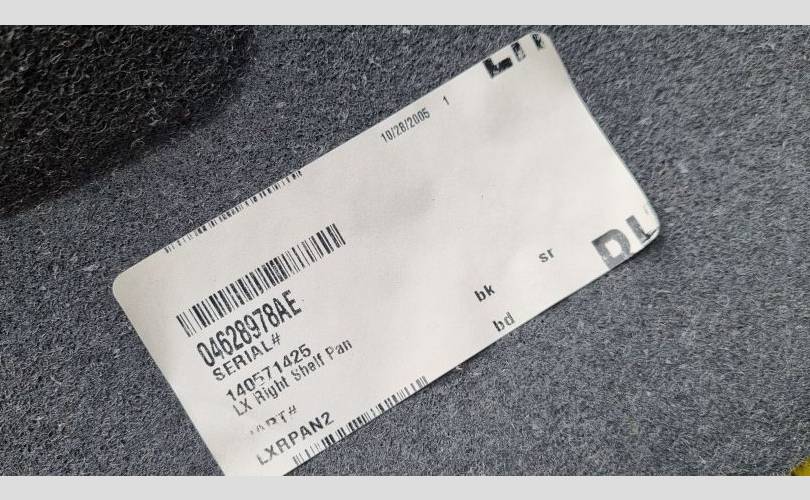 10/28/2005 1
04628978AE
SERIAL#
140571425
LX Right Shelf Pan
LXRPAN2
sr
bk
bd